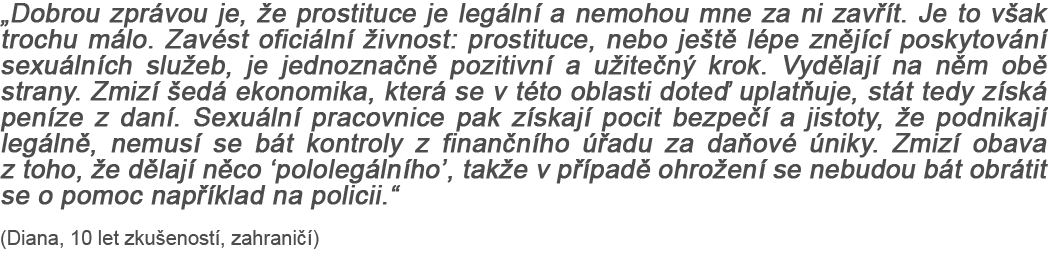 „Dobrou zprávou je, že prostituce je legální a nemohou mne za ni zavřít. Je to však
trochu málo. Zavést oficiální živnost: prostituce, nebo ještě lépe znějící poskytování
sexuálních služeb, je jednoznačně pozitivní a užitečný krok. Vydělají na něm obě
strany. Zmizí šedá ekonomika, která se v této oblasti doteď uplatňuje, stát tedy získá
peníze z daní. Sexuální pracovnice pak získají pocit bezpečí a jistoty, že podnikají
legálně, nemusí se bát kontroly z finančního úřadu za daňové úniky. Zmizí obava
z toho, že dělají něco ‘pololegálního’, takže v případě ohrožení se nebudou bát obrátit
se o pomoc například na policii.“
(Diana, 10 let zkušeností, zahraničí)